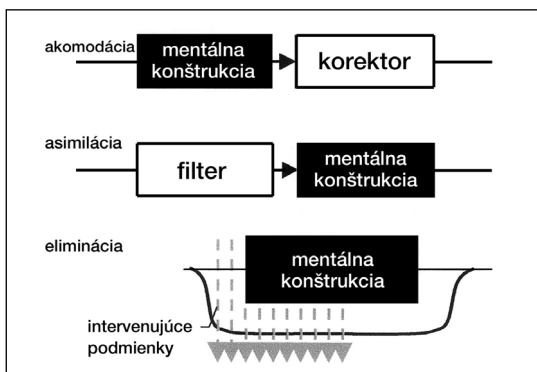 akomodácia
mentálna
konštrukcia
korektor
asimilácia
filter
mentálna
konštrukcia
eliminácia
mentálna
konštrukcia
intervenujúce
podmienky